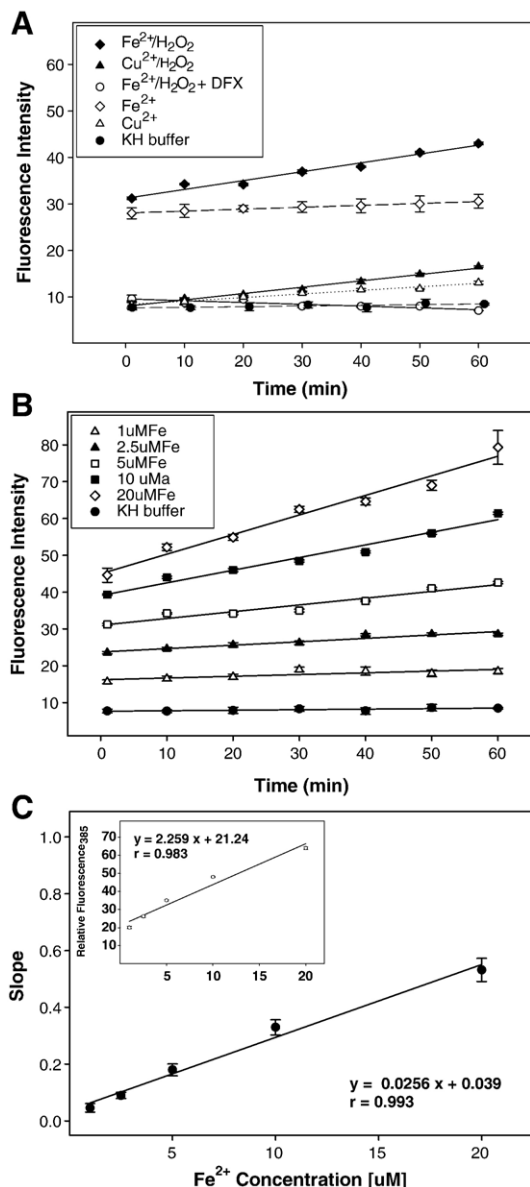 A
Fe²⁺/H₂O₂
Cu²⁺/H₂O₂
Fe²⁺/H₂O₂ + DFX
Fe²⁺
Cu²⁺
KH buffer
Fluorescence Intensity
60
50
40
30
20
10
0 10 20 30 40 50 60
Time (min)
B
1uMFe
2.5uMFe
5uMFe
10 uMa
20uMFe
KH buffer
Fluorescence Intensity
80
70
60
50
40
30
20
10
0 10 20 30 40 50 60
Time (min)
C
Slope
1.0
0.8
0.6
0.4
0.2
0.0
Relative Fluorescence₃₈₅
70
60
50
40
30
20
10
y = 2.259 x + 21.24
r = 0.983
5 10 15 20
y = 0.0256 x + 0.039
r = 0.993
5 10 15 20
Fe²⁺ Concentration [uM]